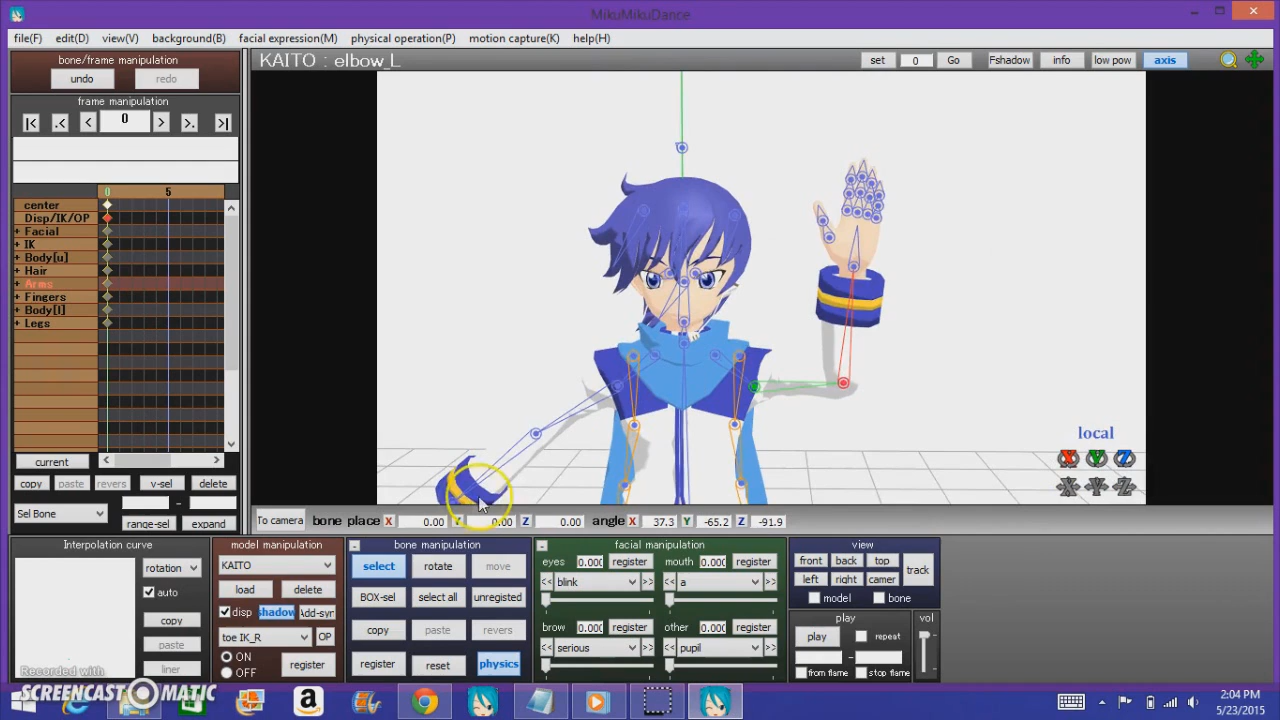 MikuMikuDance
file(F) edit(D) view(V) background(B) facial expression(M) physical operation(P) motion capture(K) help(H)
bone/frame manipulation
undo redo
frame manipulation
|< .< < 0 > >. >|
0 5
center
Disp/IK/OP
+ Facial
+ IK
+ Body[u]
+ Hair
+ Arms
+ Fingers
+ Body[l]
+ Legs
current
copy paste revers v-sel delete
Sel Bone -
range-sel expand
KAITO : elbow_L
set 0 Go Fshadow info low pow axis
local
X Y Z
X Y Z
To camera bone place X 0.00 Y 0.00 Z 0.00 angle X 37.3 Y -65.2 Z -91.9
Interpolation curve
rotation
auto
copy
paste
liner
model manipulation
KAITO
load delete
disp shadow Add-syn
toe IK_R OP
ON
OFF
register
- bone manipulation
select rotate move
BOX-sel select all unregisted
copy paste revers
register reset physics
- facial manipulation
eyes 0.000 register mouth 0.000 register
<< blink >> << a >>
brow 0.000 register other 0.000 register
<< serious >> << pupil >>
view
front back top
left right camer
track
model bone
play
play repeat
-
from flame stop flame
vol
Recorded with
SCREENCAST-O-MATIC
2:04 PM
5/23/2015